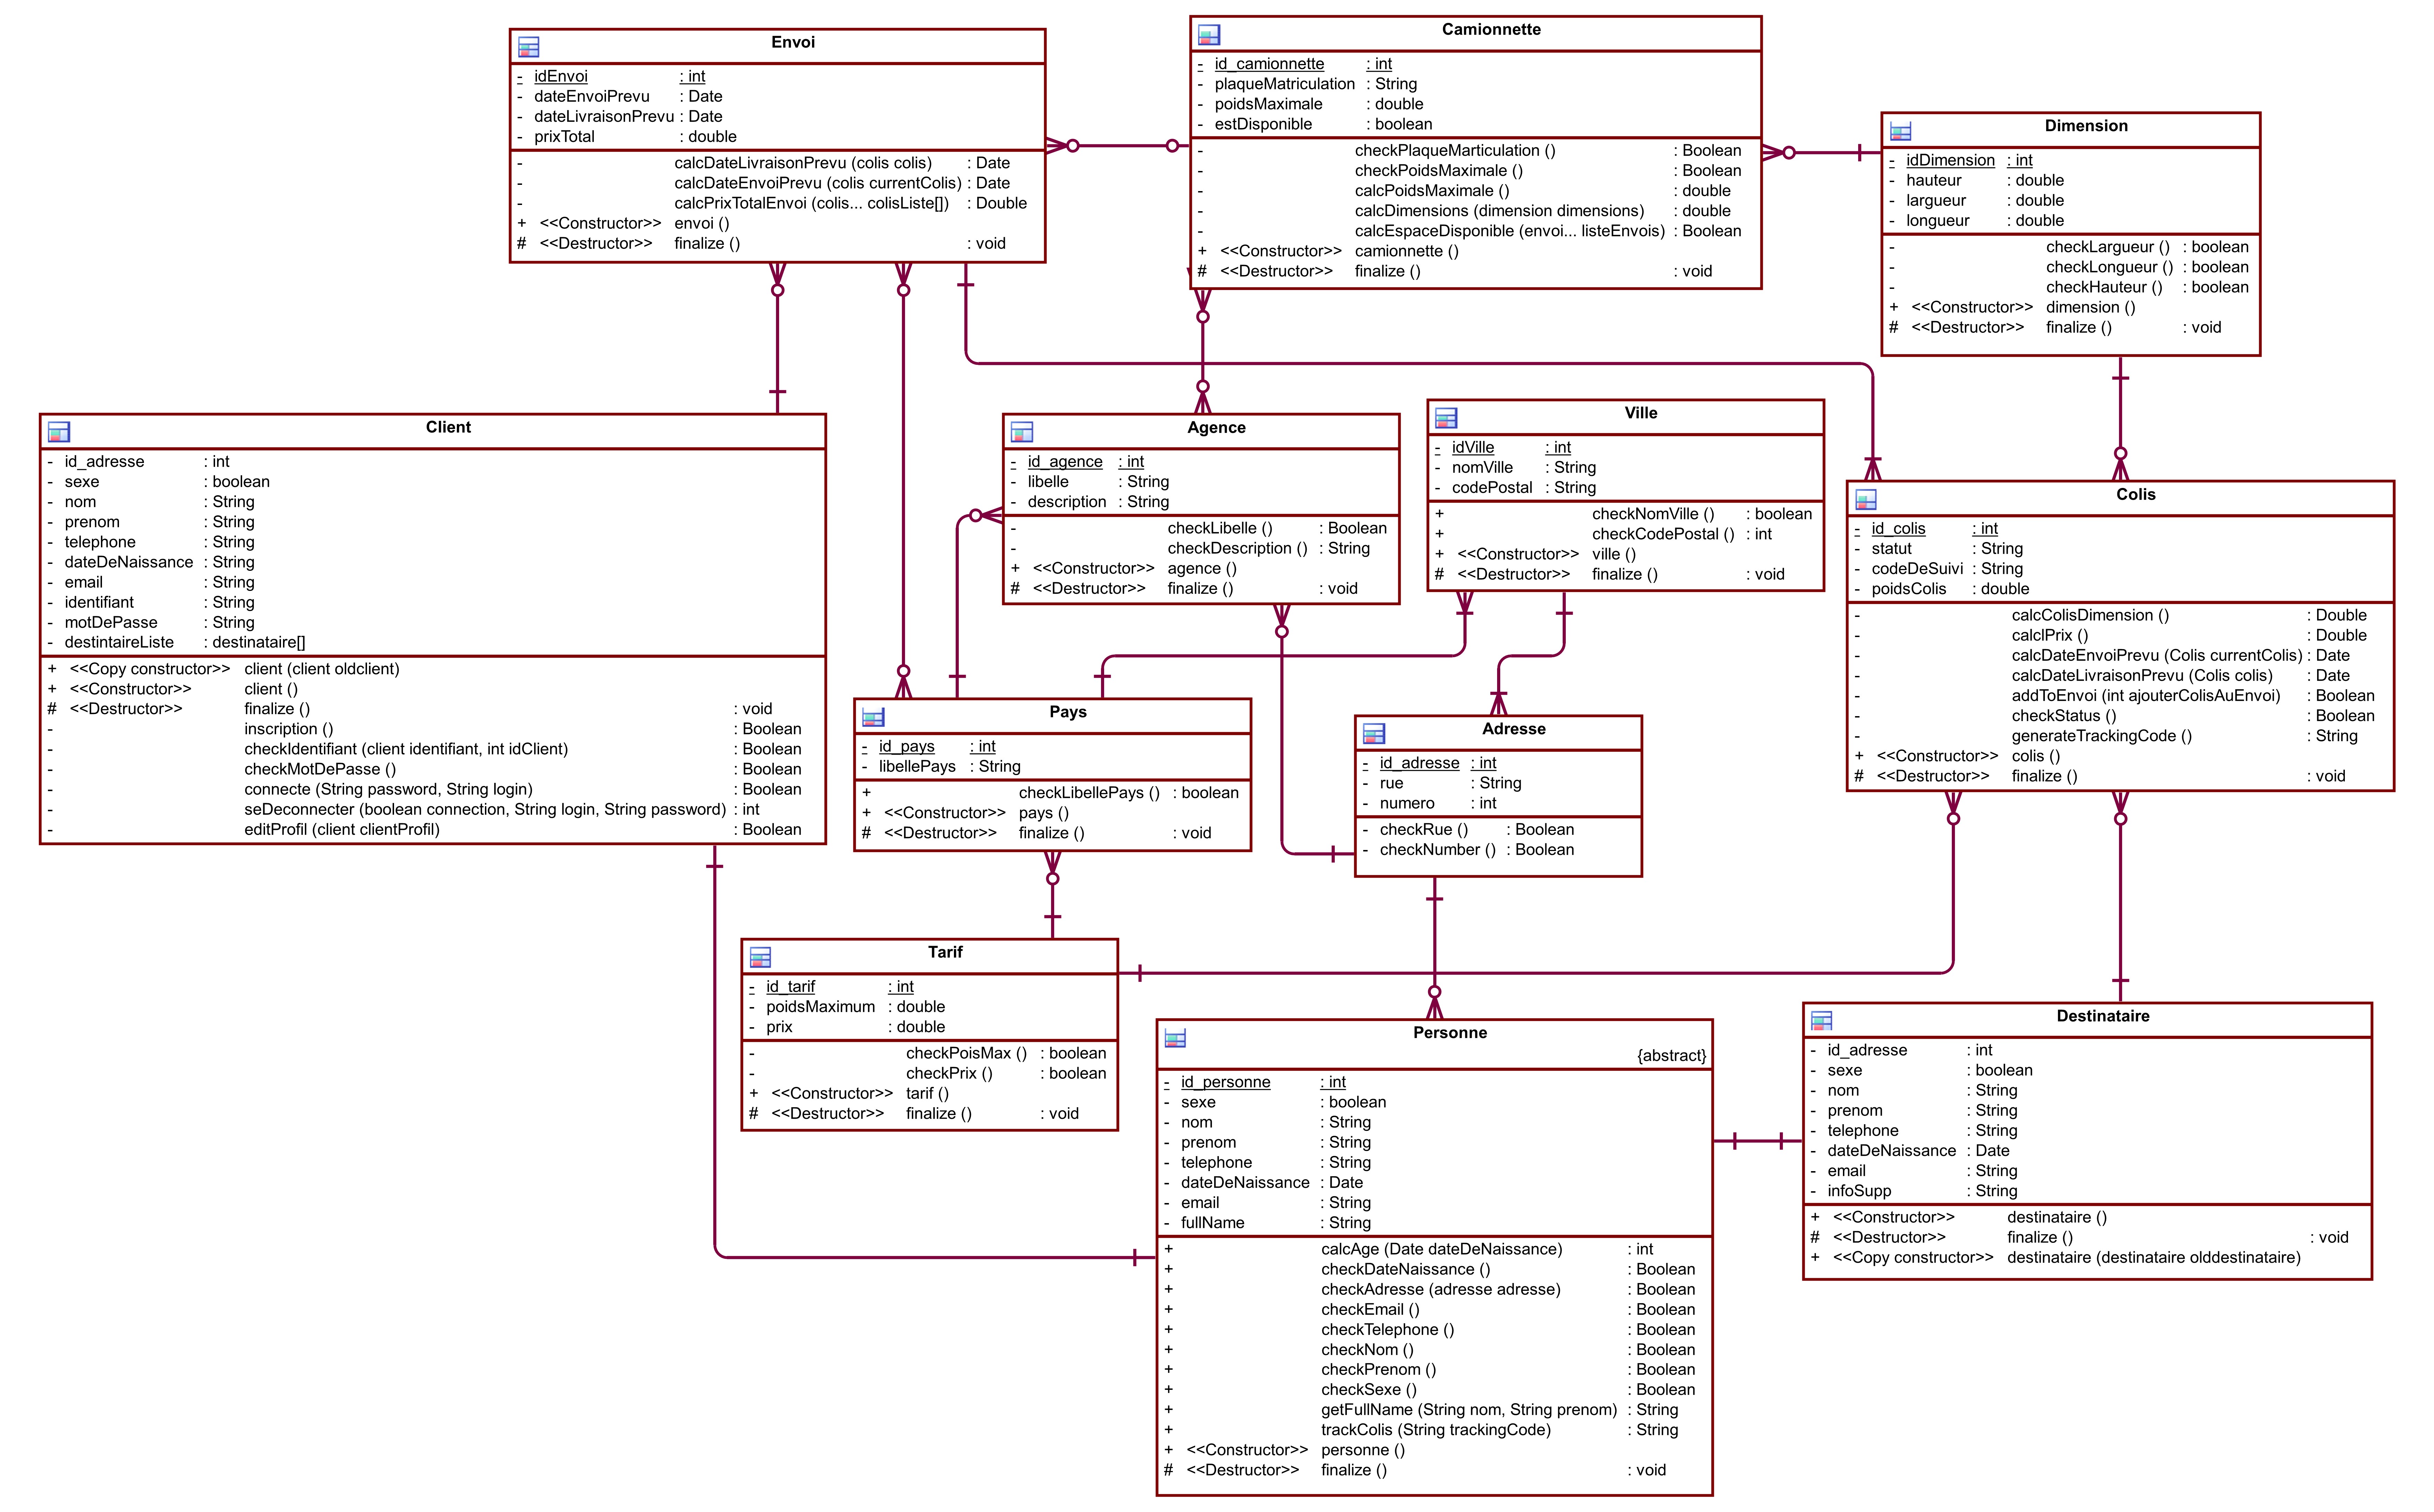 Envoi
- idEnvoi : int
- dateEnvoiPrevu : Date
- dateLivraisonPrevu : Date
- prixTotal : double
- calcDateLivraisonPrevu (colis colis) : Date
- calcDateEnvoiPrevu (colis currentColis) : Date
- calcPrixTotalEnvoi (colis... colisListe[]) : Double
+ <<Constructor>> envoi ()
# <<Destructor>> finalize () : void
Camionnette
- id_camionnette : int
- plaqueMatriculation : String
- poidsMaximale : double
- estDisponible : boolean
- checkPlaqueMarticulation () : Boolean
- checkPoidsMaximale () : Boolean
- calcPoidsMaximale () : double
- calcDimensions (dimension dimensions) : double
- calcEspaceDisponible (envoi... listeEnvois) : Boolean
+ <<Constructor>> camionnette ()
# <<Destructor>> finalize () : void
Dimension
- idDimension : int
- hauteur : double
- largueur : double
- longueur : double
- checkLargueur () : boolean
- checkLongueur () : boolean
- checkHauteur () : boolean
+ <<Constructor>> dimension ()
# <<Destructor>> finalize () : void
Client
- id_adresse : int
- sexe : boolean
- nom : String
- prenom : String
- telephone : String
- dateDeNaissance : String
- email : String
- identifiant : String
- motDePasse : String
- destintaireListe : destinataire[]
+ <<Copy constructor>> client (client oldclient)
+ <<Constructor>> client ()
# <<Destructor>> finalize () : void
- inscription () : Boolean
- checkIdentifiant (client identifiant, int idClient) : Boolean
- checkMotDePasse () : Boolean
- connecte (String password, String login) : Boolean
- seDeconnecter (boolean connection, String login, String password) : int
- editProfil (client clientProfil) : Boolean
Agence
- id_agence : int
- libelle : String
- description : String
- checkLibelle () : Boolean
- checkDescription () : String
+ <<Constructor>> agence ()
# <<Destructor>> finalize () : void
Ville
- idVille : int
- nomVille : String
- codePostal : String
+ checkNomVille () : boolean
+ checkCodePostal () : int
+ <<Constructor>> ville ()
# <<Destructor>> finalize () : void
Colis
- id_colis : int
- statut : String
- codeDeSuivi : String
- poidsColis : double
- calcColisDimension () : Double
- calclPrix () : Double
- calcDateEnvoiPrevu (Colis currentColis) : Date
- calcDateLivraisonPrevu (Colis colis) : Date
- addToEnvoi (int ajouterColisAuEnvoi) : Boolean
- checkStatus () : Boolean
- generateTrackingCode () : String
+ <<Constructor>> colis ()
# <<Destructor>> finalize () : void
Pays
- id_pays : int
- libellePays : String
+ checkLibellePays () : boolean
+ <<Constructor>> pays ()
# <<Destructor>> finalize () : void
Adresse
- id_adresse : int
- rue : String
- numero : int
- checkRue () : Boolean
- checkNumber () : Boolean
Tarif
- id_tarif : int
- poidsMaximum : double
- prix : double
- checkPoisMax () : boolean
- checkPrix () : boolean
+ <<Constructor>> tarif ()
# <<Destructor>> finalize () : void
Personne
{abstract}
- id_personne : int
- sexe : boolean
- nom : String
- prenom : String
- telephone : String
- dateDeNaissance : Date
- email : String
- fullName : String
+ calcAge (Date dateDeNaissance) : int
+ checkDateNaissance () : Boolean
+ checkAdresse (adresse adresse) : Boolean
+ checkEmail () : Boolean
+ checkTelephone () : Boolean
+ checkNom () : Boolean
+ checkPrenom () : Boolean
+ checkSexe () : Boolean
+ getFullName (String nom, String prenom) : String
+ trackColis (String trackingCode) : String
+ <<Constructor>> personne ()
# <<Destructor>> finalize () : void
Destinataire
- id_adresse : int
- sexe : boolean
- nom : String
- prenom : String
- telephone : String
- dateDeNaissance : Date
- email : String
- infoSupp : String
+ <<Constructor>> destinataire ()
# <<Destructor>> finalize () : void
+ <<Copy constructor>> destinataire (destinataire olddestinataire)